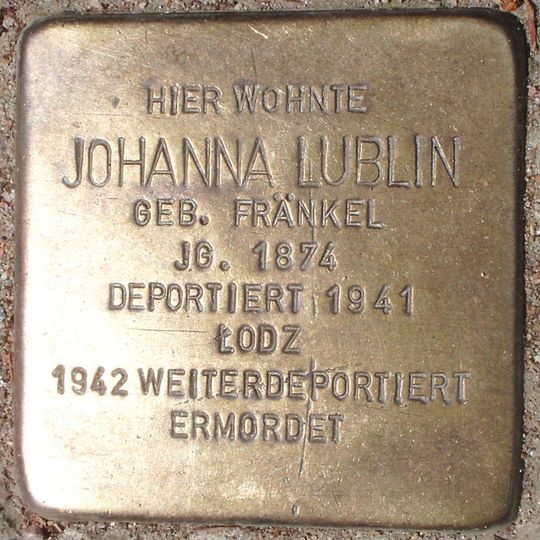 HIER WOHNTE
JOHANNA LUBLIN
GEB. FRÄNKEL
JG. 1874
DEPORTIERT 1941
ŁODZ
1942 WEITERDEPORTIERT
ERMORDET